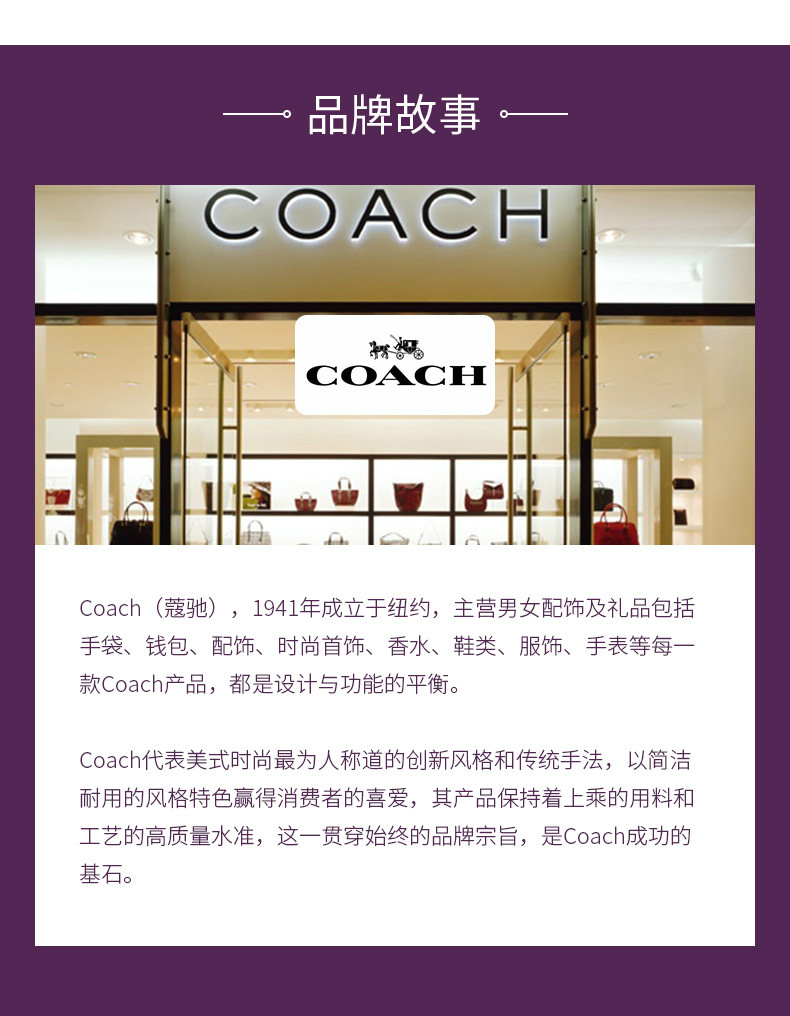 品牌故事
COACH
COACH
Coach（蔻驰），1941年成立于纽约，主营男女配饰及礼品包括
手袋、钱包、配饰、时尚首饰、香水、鞋类、服饰、手表等每一
款Coach产品，都是设计与功能的平衡。
Coach代表美式时尚最为人称道的创新风格和传统手法，以简洁
耐用的风格特色赢得消费者的喜爱，其产品保持着上乘的用料和
工艺的高质量水准，这一贯穿始终的品牌宗旨，是Coach成功的
基石。